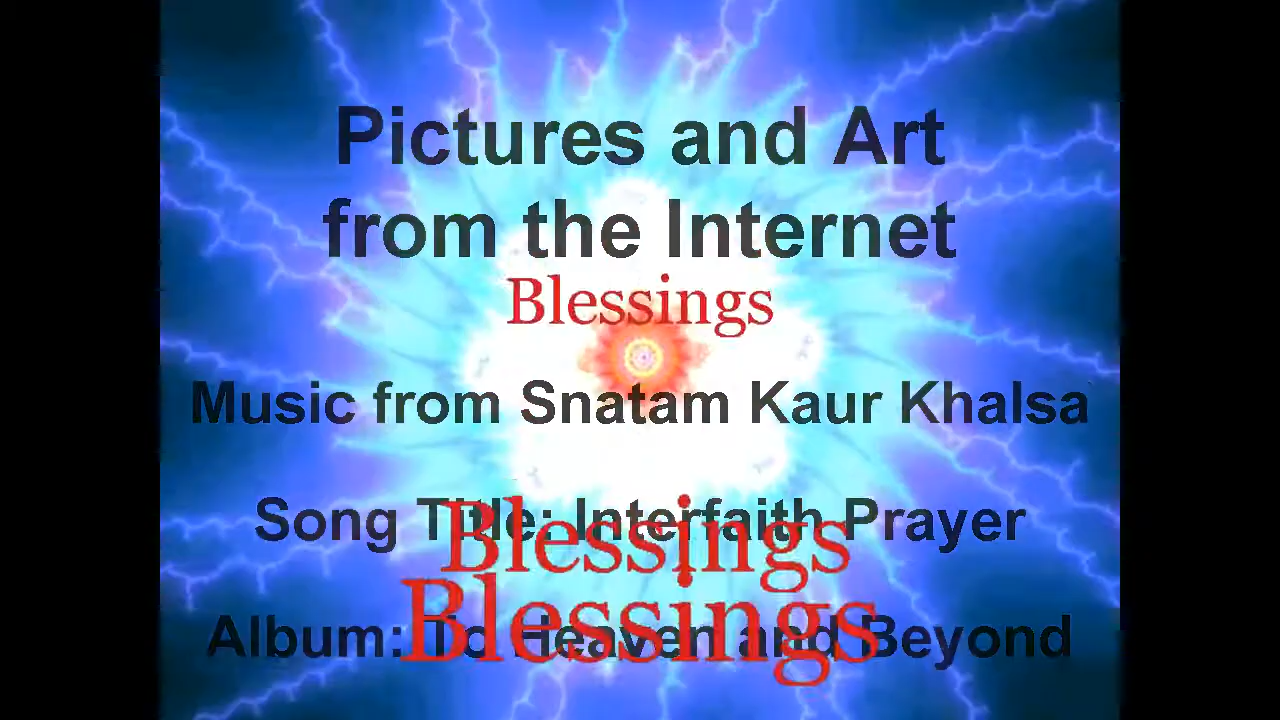 Pictures and Art
from the Internet
Blessings
Music from Snatam Kaur Khalsa
Song Title: Interfaith Prayer
Blessings
Blessings
Album: To Heaven and Beyond